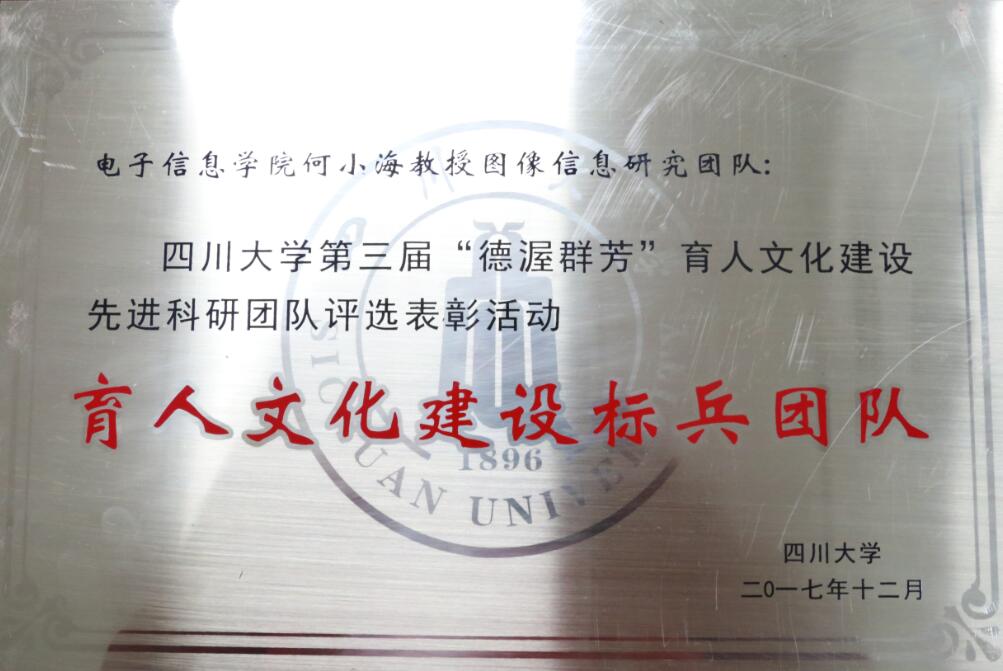 电子信息学院何小海教授图像信息研究团队：
四川大学第三届“德渥群芳”育人文化建设
先进科研团队评选表彰活动
育人文化建设标兵团队
1896
SICHUAN UNIVERSITY
四川大学
二〇一七年十二月